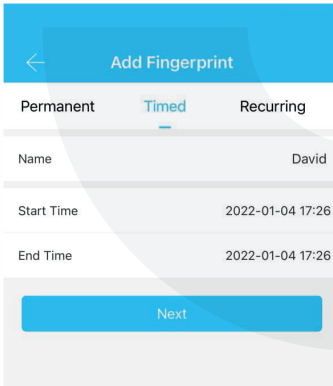 Add Fingerprint
Permanent Timed Recurring
Name David
Start Time 2022-01-04 17:26
End Time 2022-01-04 17:26
Next